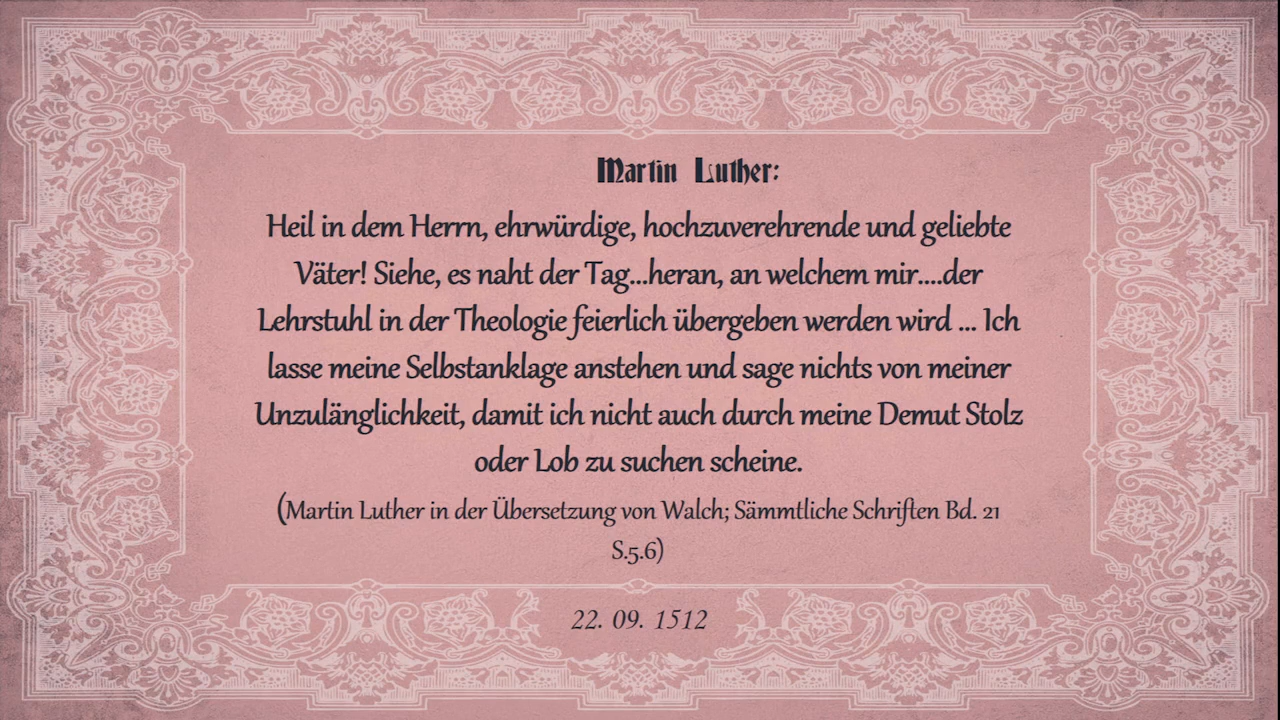 Martin Luther:
Heil in dem Herrn, ehrwürdige, hochzuverehrende und geliebte
Väter! Siehe, es naht der Tag...heran, an welchem mir....der
Lehrstuhl in der Theologie feierlich übergeben werden wird ... Ich
lasse meine Selbstanklage anstehen und sage nichts von meiner
Unzulänglichkeit, damit ich nicht auch durch meine Demut Stolz
oder Lob zu suchen scheine.
(Martin Luther in der Übersetzung von Walch; Sämmtliche Schriften Bd. 21
S.5.6)
22. 09. 1512